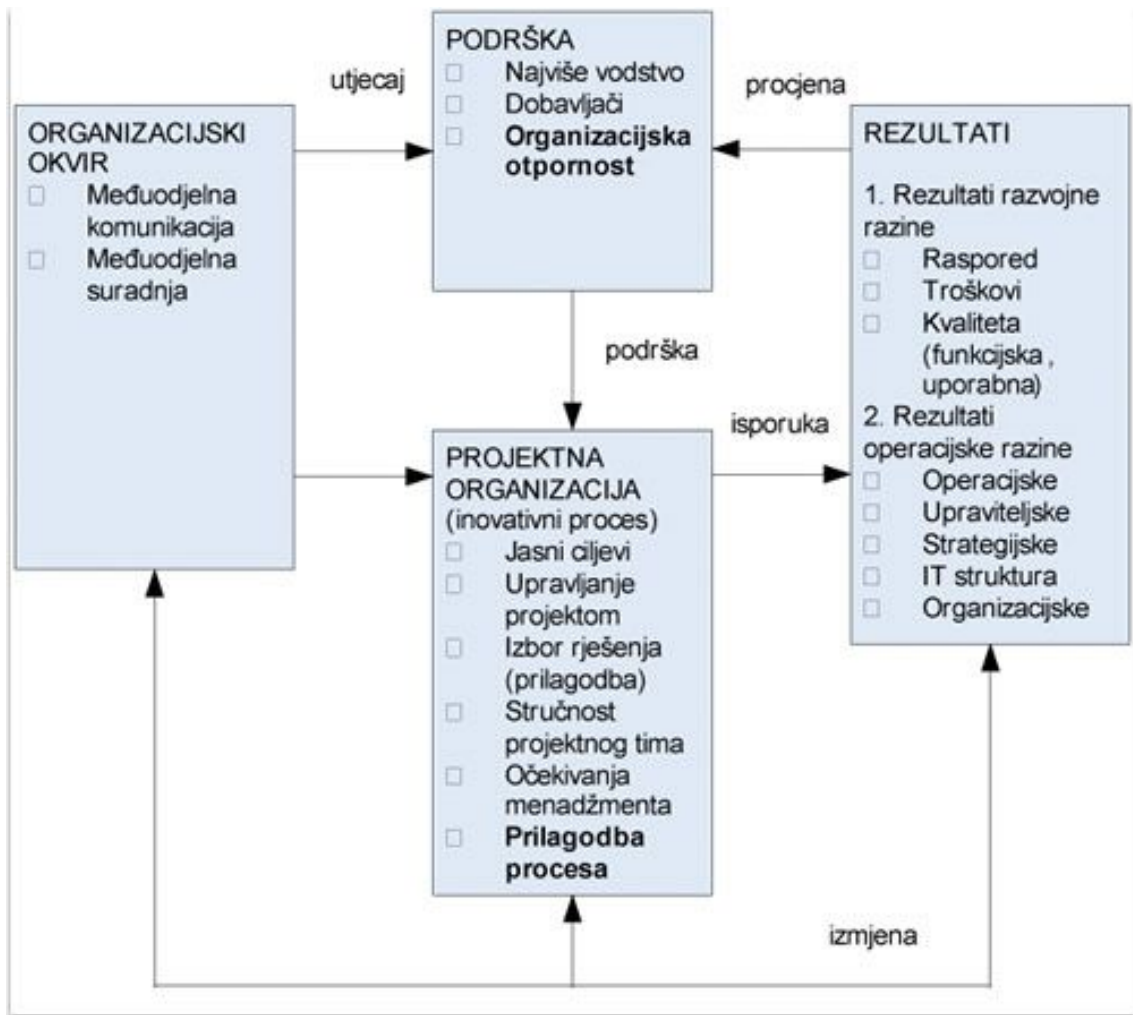 PODRŠKA
Najviše vodstvo
Dobavljači
Organizacijska
otpornost
utjecaj
procjena
ORGANIZACIJSKI
OKVIR
Međuodjelna
komunikacija
Međuodjelna
suradnja
REZULTATI
1. Rezultati razvojne
razine
Raspored
Troškovi
Kvaliteta
(funkcijska ,
uporabna)
2. Rezultati
operacijske razine
Operacijske
Upraviteljske
Strategijske
IT struktura
Organizacijske
podrška
isporuka
PROJEKTNA
ORGANIZACIJA
(inovativni proces)
Jasni ciljevi
Upravljanje
projektom
Izbor rješenja
(prilagodba)
Stručnost
projektnog tima
Očekivanja
menadžmenta
Prilagodba
procesa
izmjena